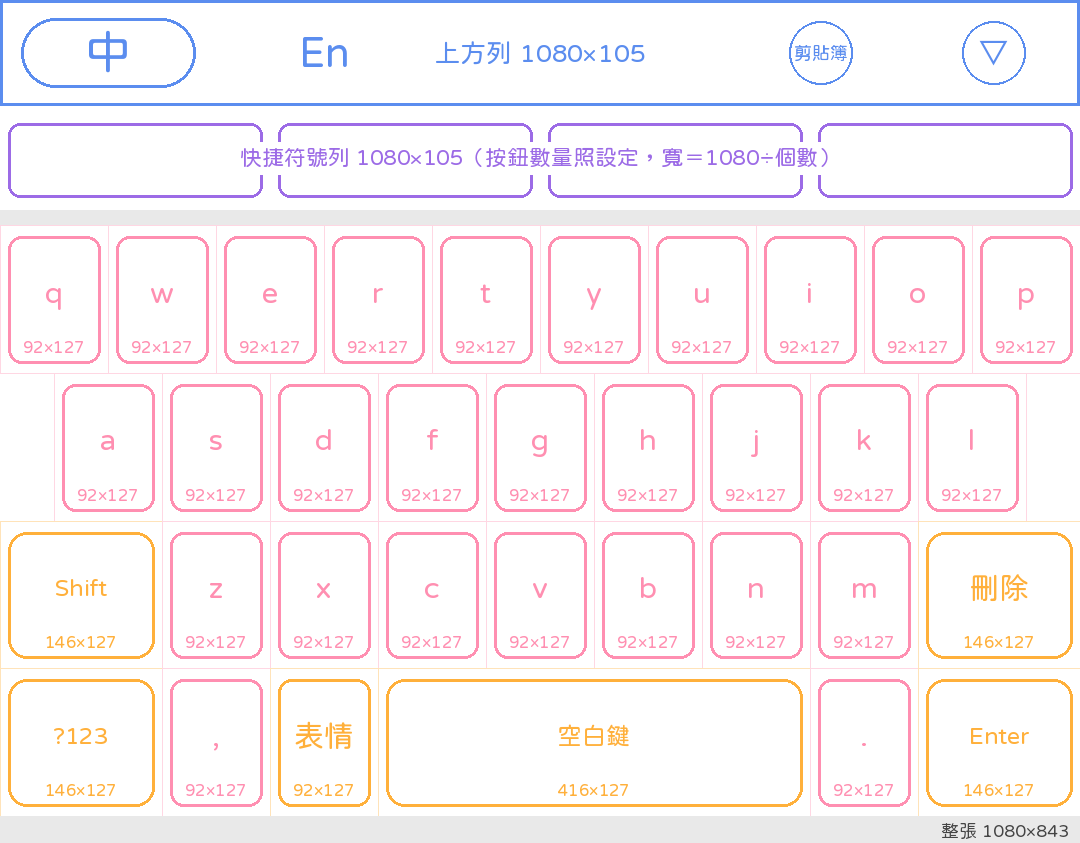 中 En 上方列 1080×105 剪貼簿 ▽
快捷符號列 1080×105（按鈕數量照設定，寬＝1080÷個數）
q w e r t y u i o p
92×127 92×127 92×127 92×127 92×127 92×127 92×127 92×127 92×127 92×127
a s d f g h j k l
92×127 92×127 92×127 92×127 92×127 92×127 92×127 92×127 92×127
Shift z x c v b n m 刪除
146×127 92×127 92×127 92×127 92×127 92×127 92×127 92×127 146×127
?123 , 表情 空白鍵 . Enter
146×127 92×127 92×127 416×127 92×127 146×127
整張 1080×843